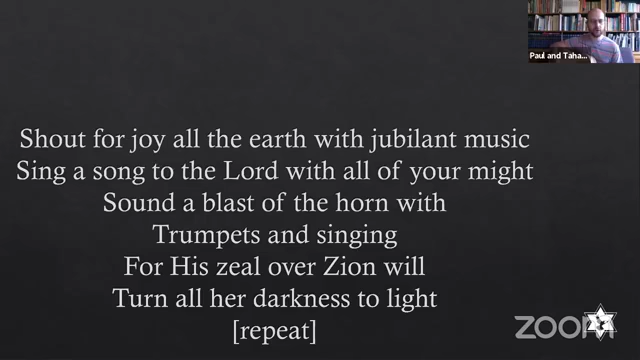 Paul and Taha...
Shout for joy all the earth with jubilant music
Sing a song to the Lord with all of your might
Sound a blast of the horn with
Trumpets and singing
For His zeal over Zion will
Turn all her darkness to light
[repeat]
zoom